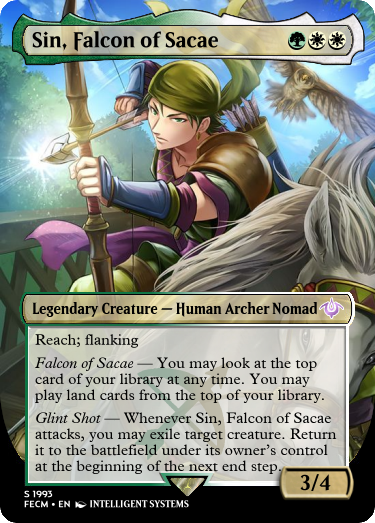 Sin, Falcon of Sacae
Legendary Creature — Human Archer Nomad
Reach; flanking
Falcon of Sacae — You may look at the top
card of your library at any time. You may
play land cards from the top of your library.
Glint Shot — Whenever Sin, Falcon of Sacae
attacks, you may exile target creature. Return
it to the battlefield under its owner's control
at the beginning of the next end step.
3/4
S 1993
FECM • EN INTELLIGENT SYSTEMS